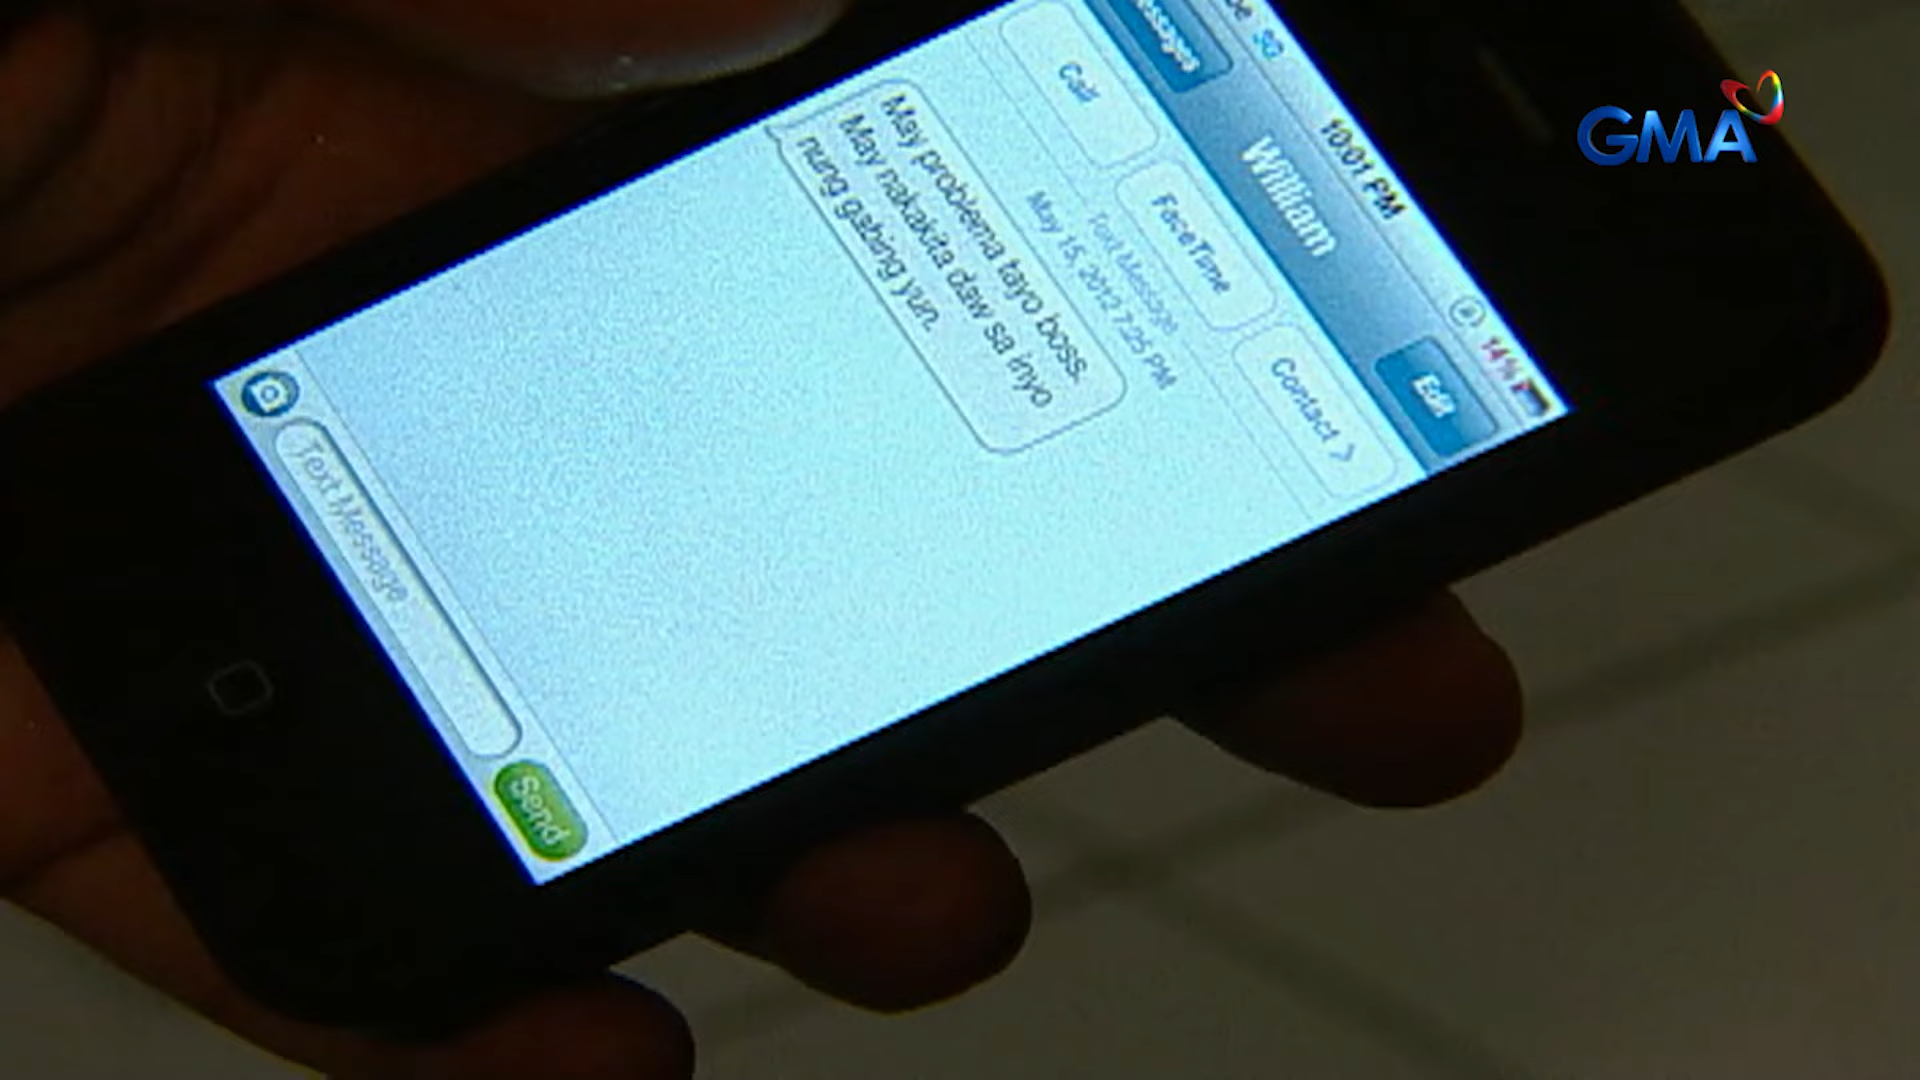 GMA
10:01 PM
14%
William
Edit
Call
FaceTime
Contact >
Text Message
May 15, 2012 7:25 PM
May problema tayo boss.
May nakakita daw sa inyo
nung gabing yun.
Text Message
Send